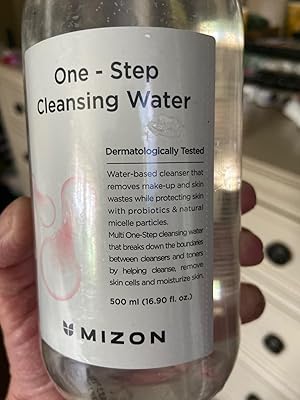 One - Step
Cleansing Water
Dermatologically Tested
Water-based cleanser that
removes make-up and skin
wastes while protecting skin
with probiotics & natural
micelle particles.
Multi One-Step cleansing water
that breaks down the boundaries
between cleansers and toners
by helping cleanse, remove
skin cells and moisturize skin.
500 ml (16.90 fl. oz.)
MIZON